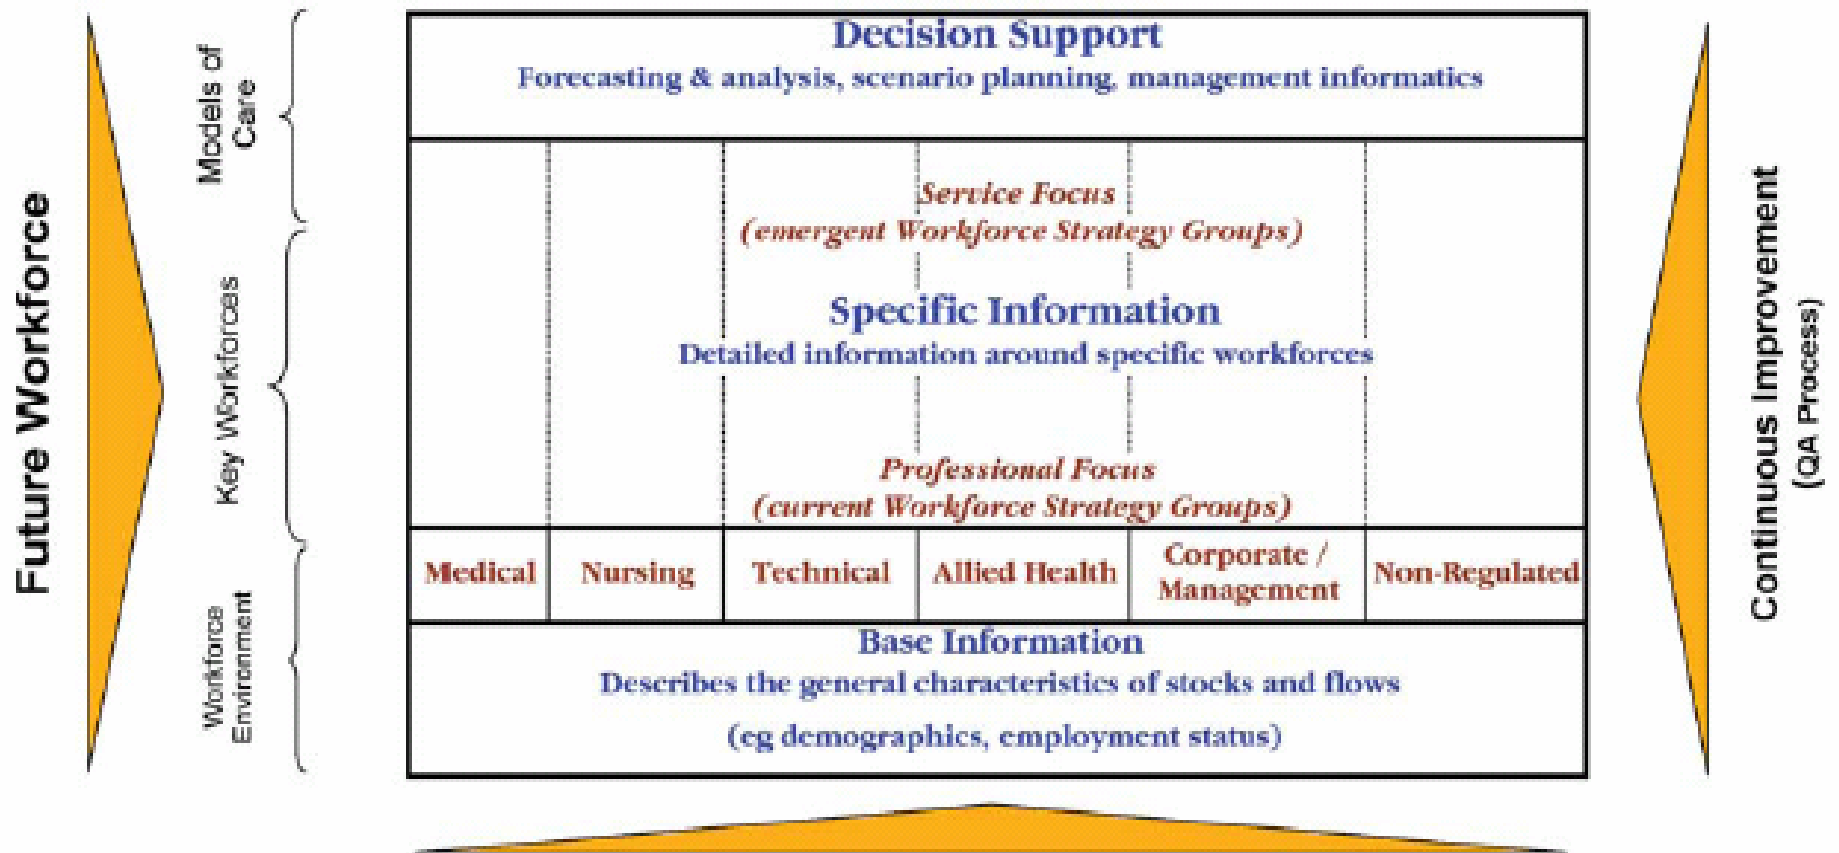 Future Workforce
Models of
Care
Key Workforces
Workforce
Environment
Decision Support
Forecasting & analysis, scenario planning, management informatics
Service Focus
(emergent Workforce Strategy Groups)
Specific Information
Detailed information around specific workforces
Professional Focus
(current Workforce Strategy Groups)
Medical
Nursing
Technical
Allied Health
Corporate /
Management
Non-Regulated
Base Information
Describes the general characteristics of stocks and flows
(eg demographics, employment status)
Continuous Improvement
(QA Process)